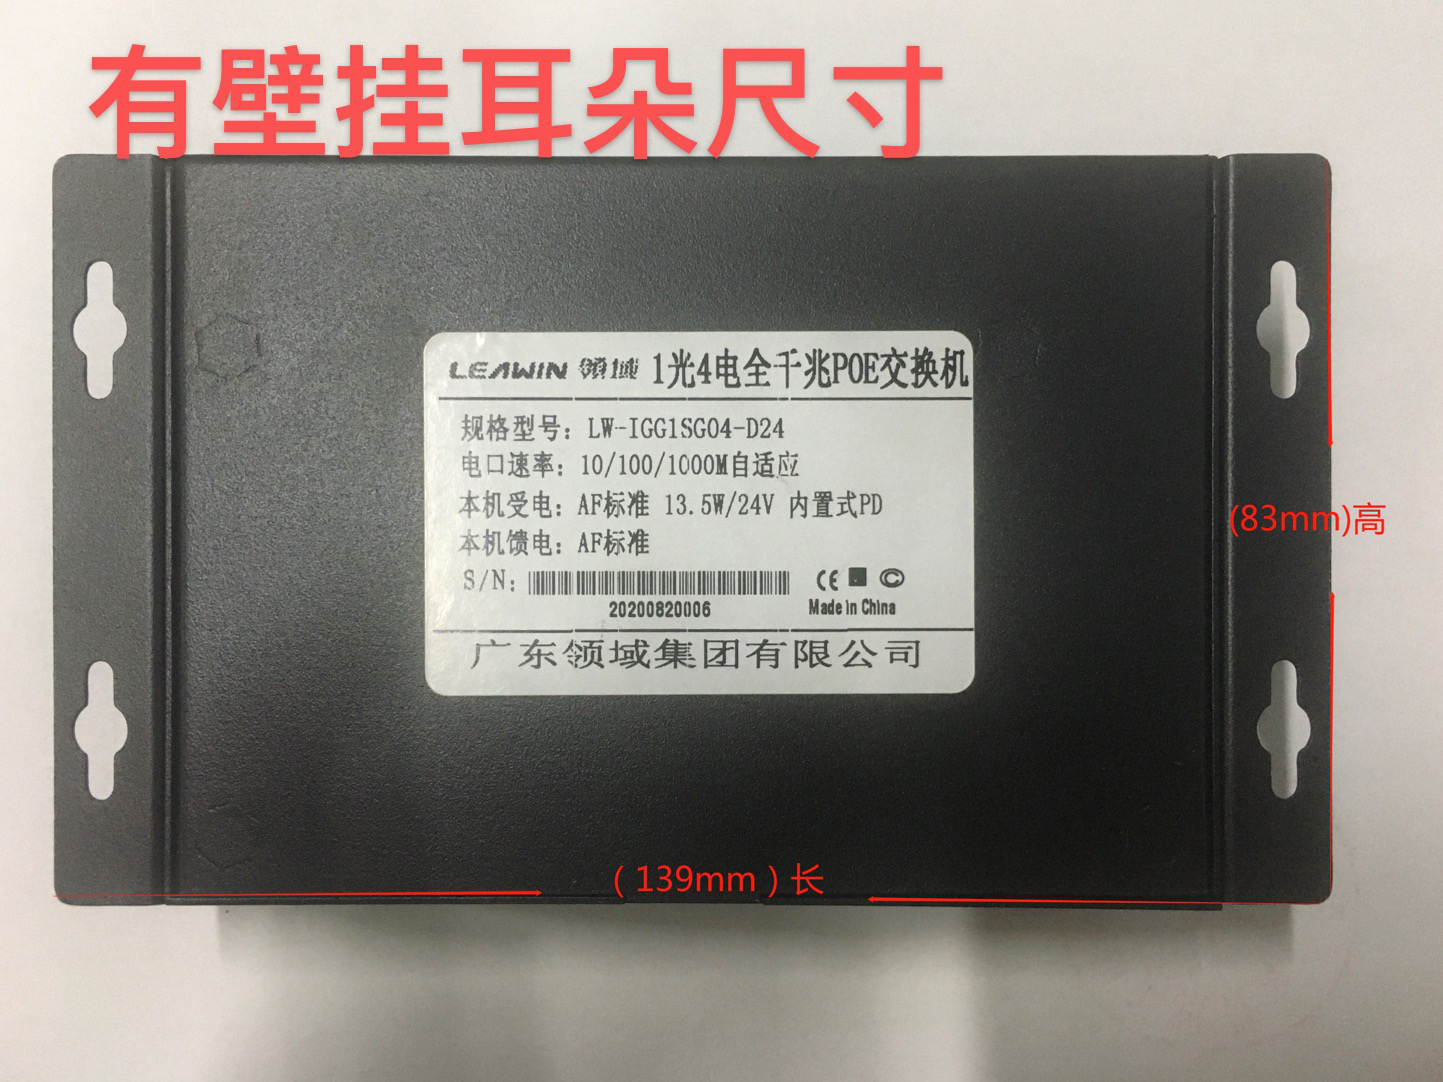 有壁挂耳朵尺寸
LEAWIN 领域 1光4电全千兆POE交换机
规格型号：LW-IGG1SG04-D24
电口速率：10/100/1000M自适应
本机受电：AF标准 13.5W/24V 内置式PD
(83mm)高
本机馈电：AF标准
S/N：
CE
20200820006
Made in China
广东领域集团有限公司
（139mm）长